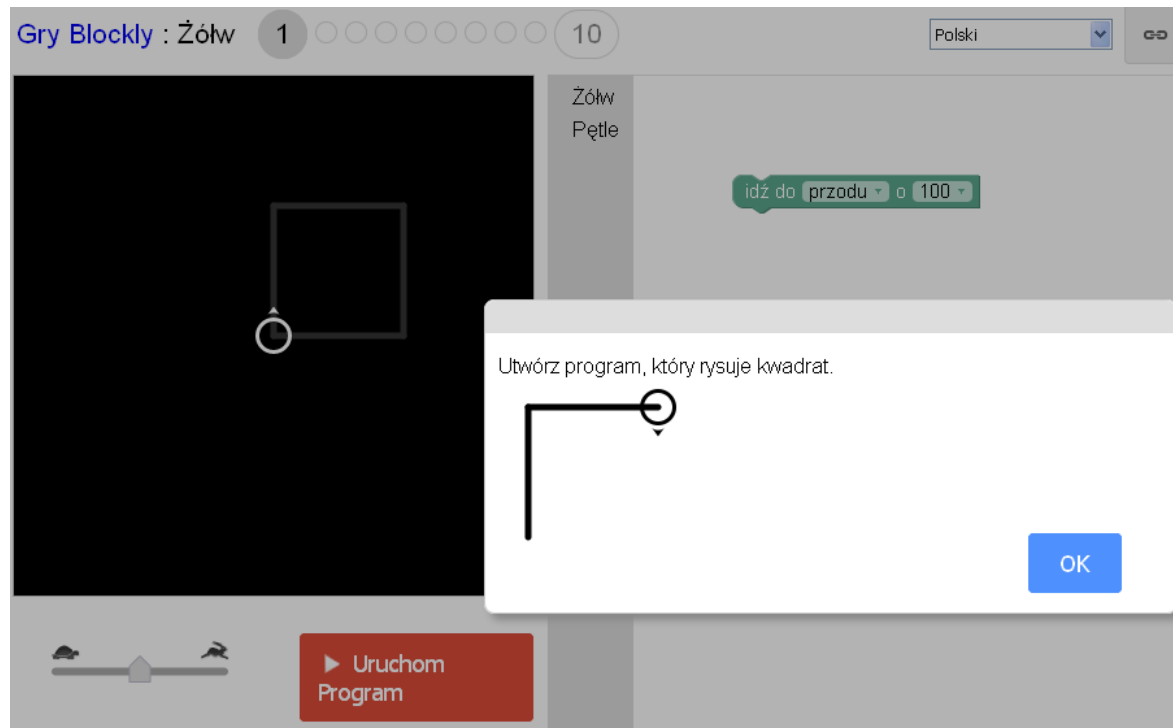 Gry Blockly : Żółw 1 10 Polski
Żółw
Pętle
idź do przodu o 100
Utwórz program, który rysuje kwadrat.
OK
Uruchom
Program